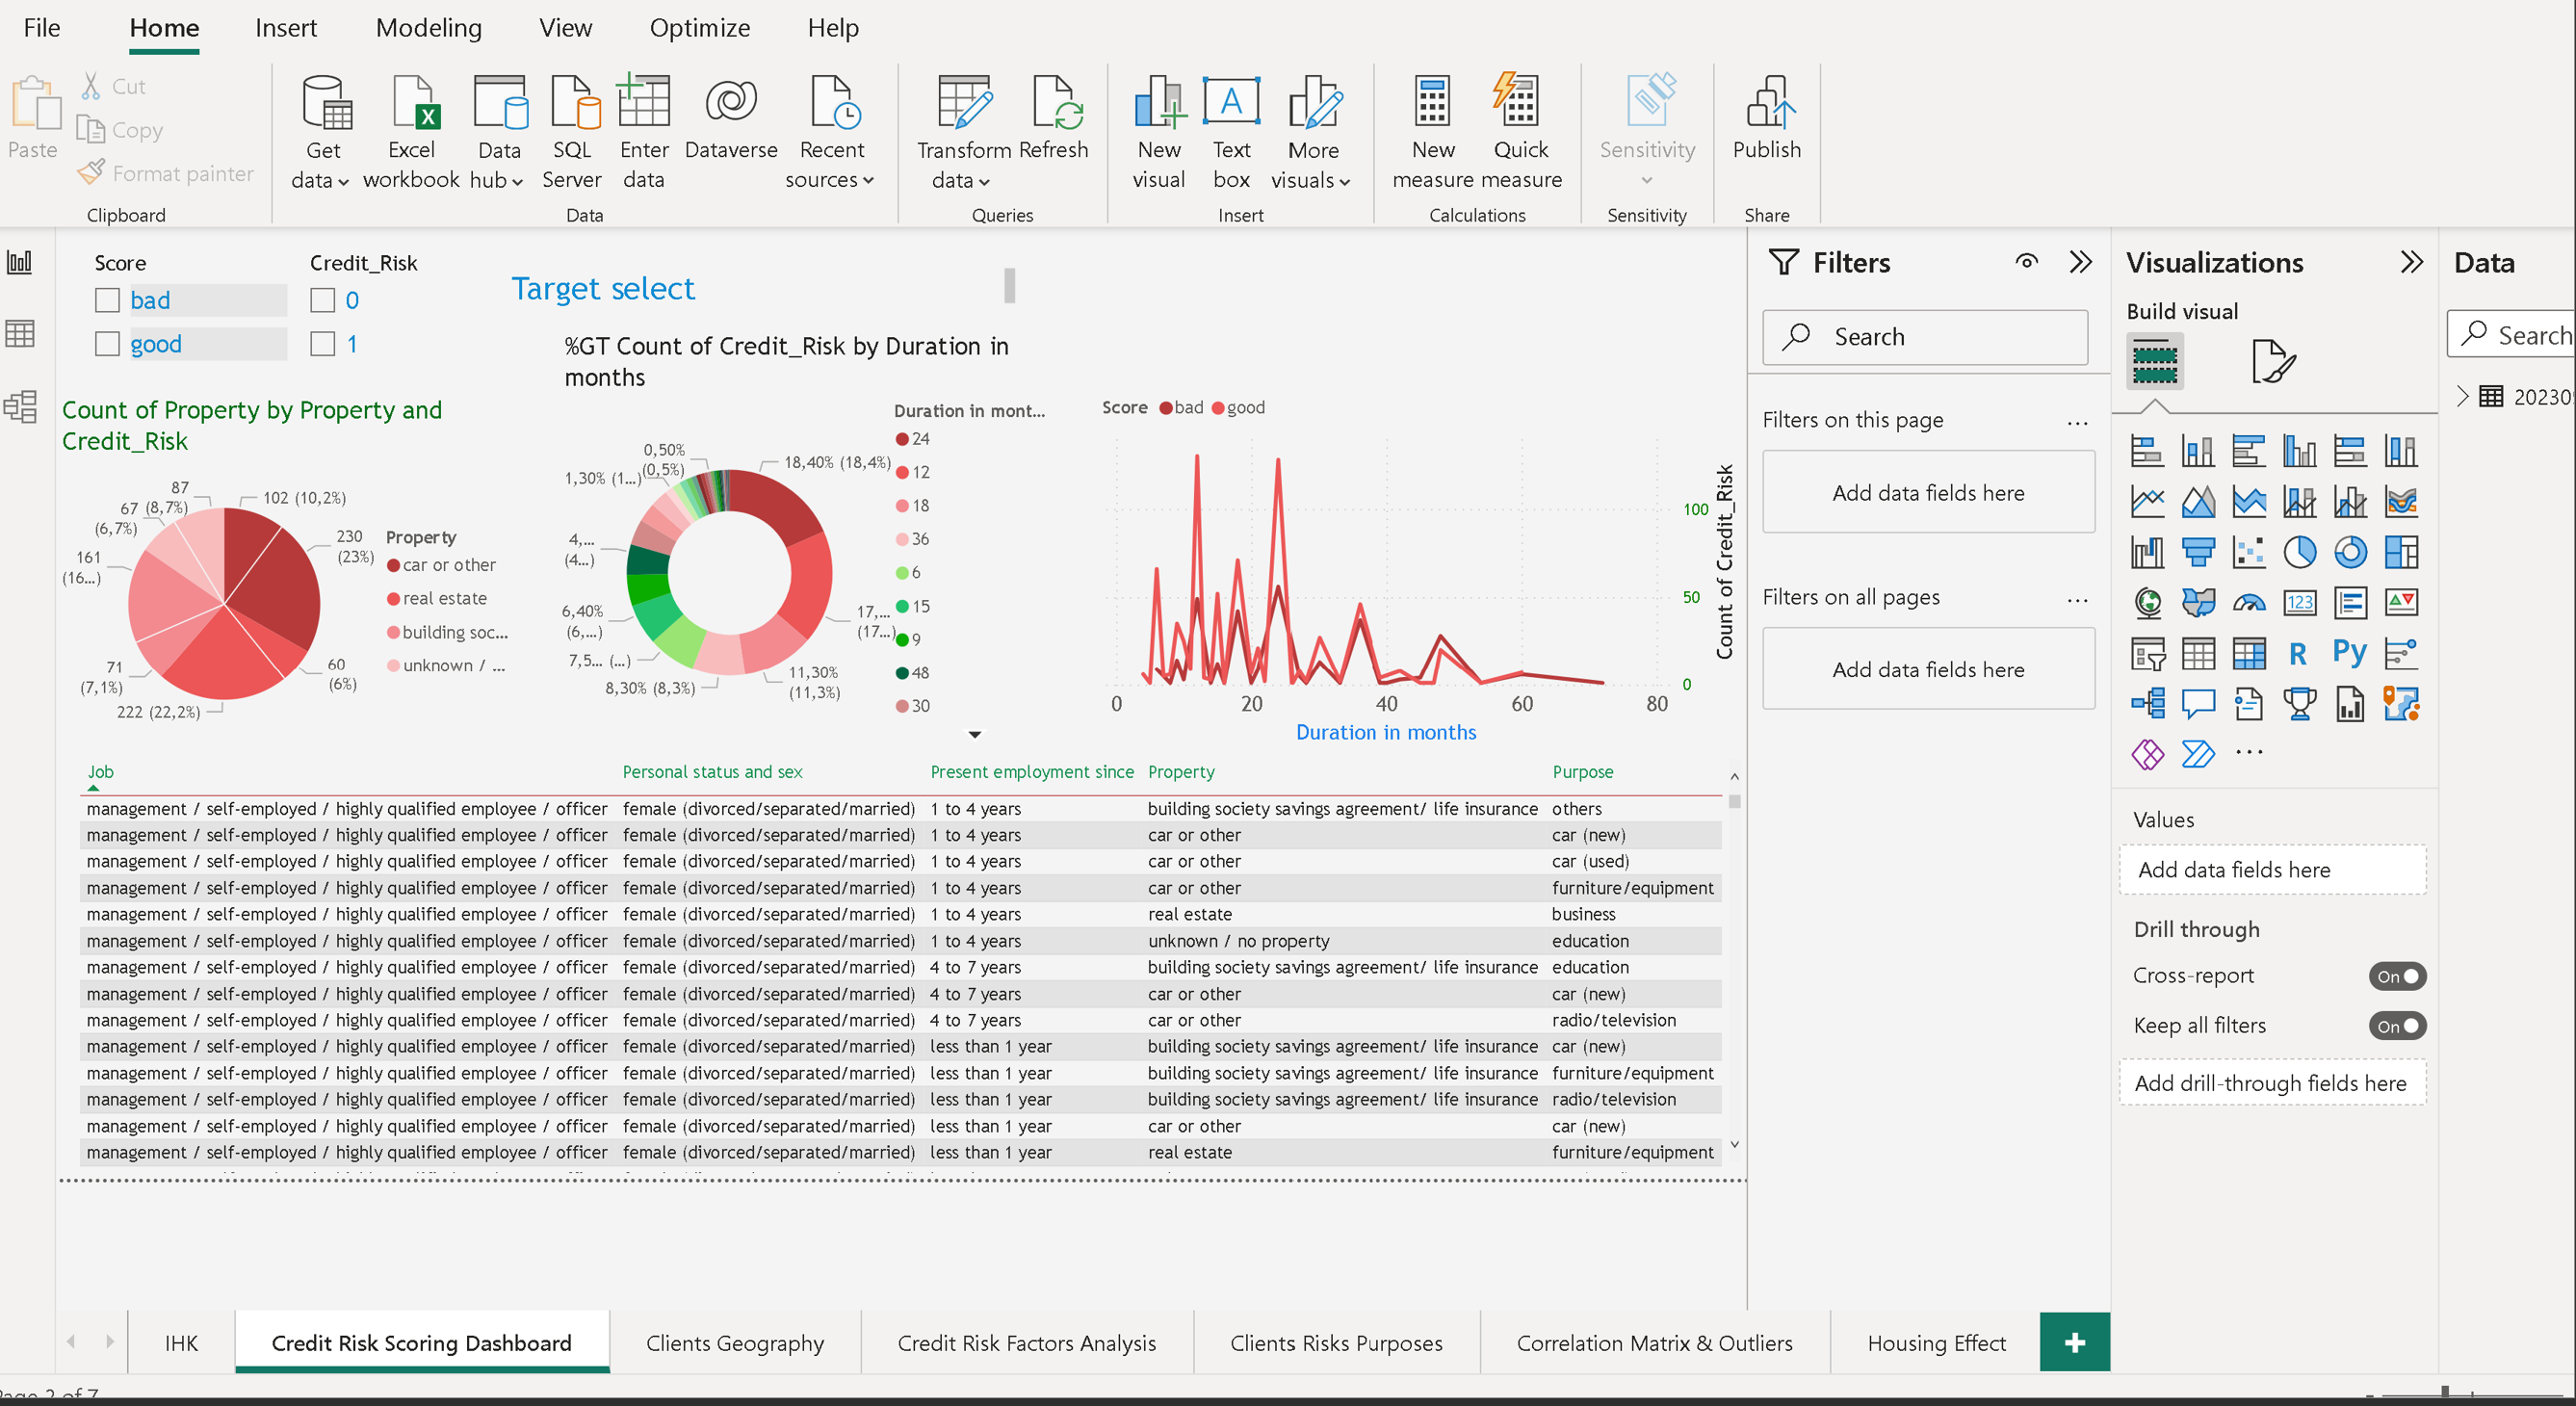 File Home Insert Modeling View Optimize Help
Paste
Cut
Copy
Format painter
Clipboard
Get data
Excel workbook
Data hub
SQL Server
Enter data
Dataverse
Recent sources
Data
Transform data
Refresh
Queries
New visual
Text box
More visuals
Insert
New measure
Quick measure
Calculations
Sensitivity
Sensitivity
Publish
Share
Score
bad
good
Credit_Risk
0
1
Target select
Count of Property by Property and
Credit_Risk
87
(8,7%)
67
(6,7%)
161
(16...)
71
(7,1%)
222 (22,2%)
102 (10,2%)
230
(23%)
60
(6%)
Property
car or other
real estate
building soc...
unknown / ...
%GT Count of Credit_Risk by Duration in
months
0,50%
(0,5%)
1,30% (1...)
4,...
(4...)
6,40%
(6,...)
7,5... (...)
8,30% (8,3%)
18,40% (18,4%)
17,...
(17...)
11,30%
(11,3%)
Duration in mont...
24
12
18
36
6
15
9
48
30
Score bad good
100
50
0
Count of Credit_Risk
0 20 40 60 80
Duration in months
Job Personal status and sex Present employment since Property Purpose
management / self-employed / highly qualified employee / officer female (divorced/separated/married) 1 to 4 years building society savings agreement/ life insurance others
management / self-employed / highly qualified employee / officer female (divorced/separated/married) 1 to 4 years car or other car (new)
management / self-employed / highly qualified employee / officer female (divorced/separated/married) 1 to 4 years car or other car (used)
management / self-employed / highly qualified employee / officer female (divorced/separated/married) 1 to 4 years car or other furniture/equipment
management / self-employed / highly qualified employee / officer female (divorced/separated/married) 1 to 4 years real estate business
management / self-employed / highly qualified employee / officer female (divorced/separated/married) 1 to 4 years unknown / no property education
management / self-employed / highly qualified employee / officer female (divorced/separated/married) 4 to 7 years building society savings agreement/ life insurance education
management / self-employed / highly qualified employee / officer female (divorced/separated/married) 4 to 7 years car or other car (new)
management / self-employed / highly qualified employee / officer female (divorced/separated/married) 4 to 7 years car or other radio/television
management / self-employed / highly qualified employee / officer female (divorced/separated/married) less than 1 year building society savings agreement/ life insurance car (new)
management / self-employed / highly qualified employee / officer female (divorced/separated/married) less than 1 year building society savings agreement/ life insurance furniture/equipment
management / self-employed / highly qualified employee / officer female (divorced/separated/married) less than 1 year building society savings agreement/ life insurance radio/television
management / self-employed / highly qualified employee / officer female (divorced/separated/married) less than 1 year car or other car (new)
management / self-employed / highly qualified employee / officer female (divorced/separated/married) less than 1 year real estate furniture/equipment
Filters
Search
Filters on this page ...
Add data fields here
Filters on all pages ...
Add data fields here
Visualizations
Build visual
123
R Py
...
Values
Add data fields here
Drill through
Cross-report On
Keep all filters On
Add drill-through fields here
Data
Search
20230
IHK Credit Risk Scoring Dashboard Clients Geography Credit Risk Factors Analysis Clients Risks Purposes Correlation Matrix & Outliers Housing Effect +
Page 2 of 7